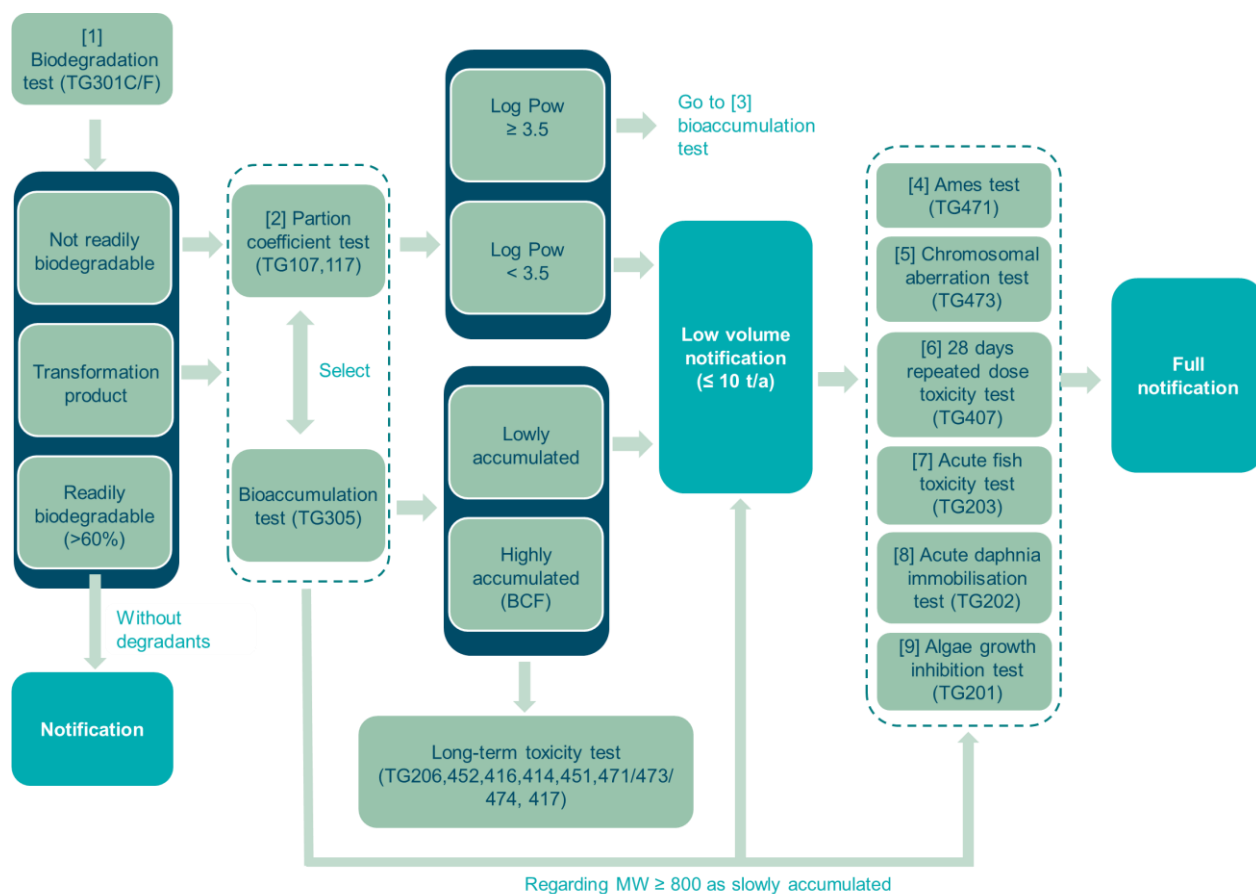 [1]
Biodegradation
test (TG301C/F)
Not readily
biodegradable
Transformation
product
Readily
biodegradable
(>60%)
Without
degradants
Notification
[2] Partion
coefficient test
(TG107,117)
Select
Bioaccumulation
test (TG305)
Log Pow
≥ 3.5
Log Pow
< 3.5
Go to [3]
bioaccumulation
test
Lowly
accumulated
Highly
accumulated
(BCF)
Long-term toxicity test
(TG206,452,416,414,451,471/473/
474, 417)
Low volume
notification
(≤ 10 t/a)
[4] Ames test
(TG471)
[5] Chromosomal
aberration test
(TG473)
[6] 28 days
repeated dose
toxicity test
(TG407)
[7] Acute fish
toxicity test
(TG203)
[8] Acute daphnia
immobilisation
test (TG202)
[9] Algae growth
inhibition test
(TG201)
Full
notification
Regarding MW ≥ 800 as slowly accumulated